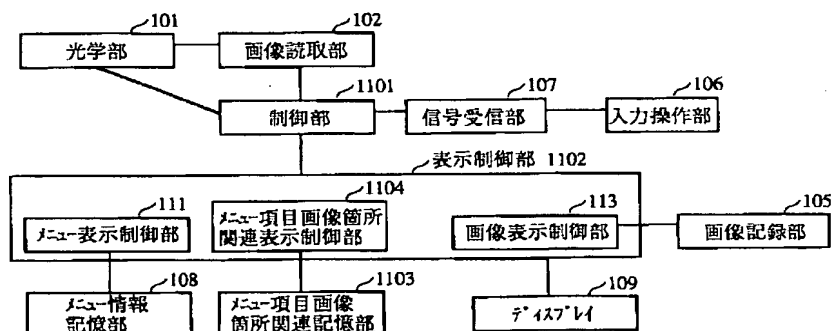 101
102
光学部
画像読取部
1101
107
106
制御部
信号受信部
入力操作部
表示制御部 1102
111
1104
113
105
メニュー表示制御部
メニュー項目画像箇所
関連表示制御部
画像表示制御部
画像記録部
108
1103
109
メニュー情報
記憶部
メニュー項目画像
箇所関連記憶部
ディスプレイ